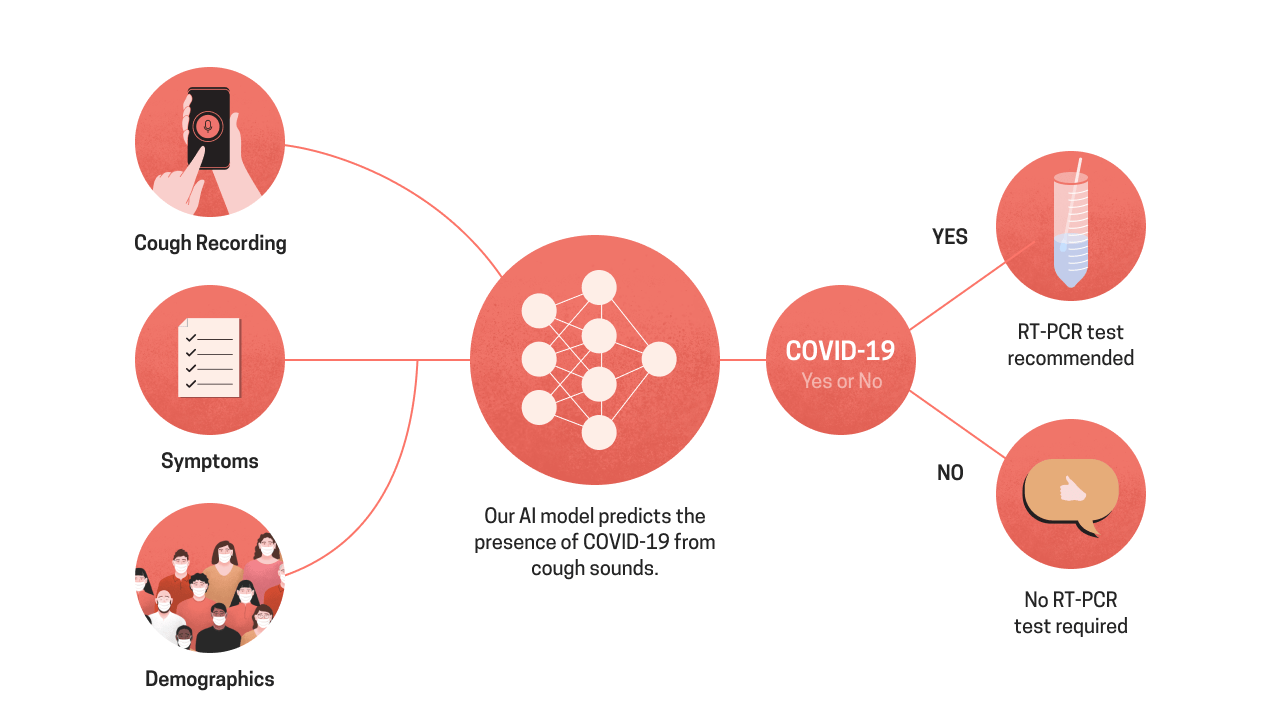 Cough Recording
Symptoms
Demographics
Our AI model predicts the
presence of COVID-19 from
cough sounds.
COVID-19
Yes or No
YES
RT-PCR test
recommended
NO
No RT-PCR
test required